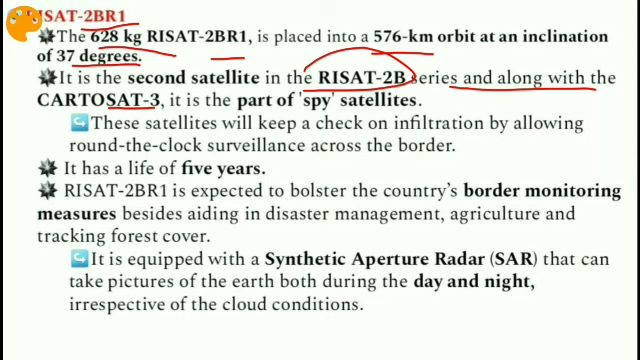 RISAT-2BR1
The 628 kg RISAT-2BR1, is placed into a 576-km orbit at an inclination
of 37 degrees.
It is the second satellite in the RISAT-2B series and along with the
CARTOSAT-3, it is the part of 'spy' satellites.
These satellites will keep a check on infiltration by allowing
round-the-clock surveillance across the border.
It has a life of five years.
RISAT-2BR1 is expected to bolster the country's border monitoring
measures besides aiding in disaster management, agriculture and
tracking forest cover.
It is equipped with a Synthetic Aperture Radar (SAR) that can
take pictures of the earth both during the day and night,
irrespective of the cloud conditions.